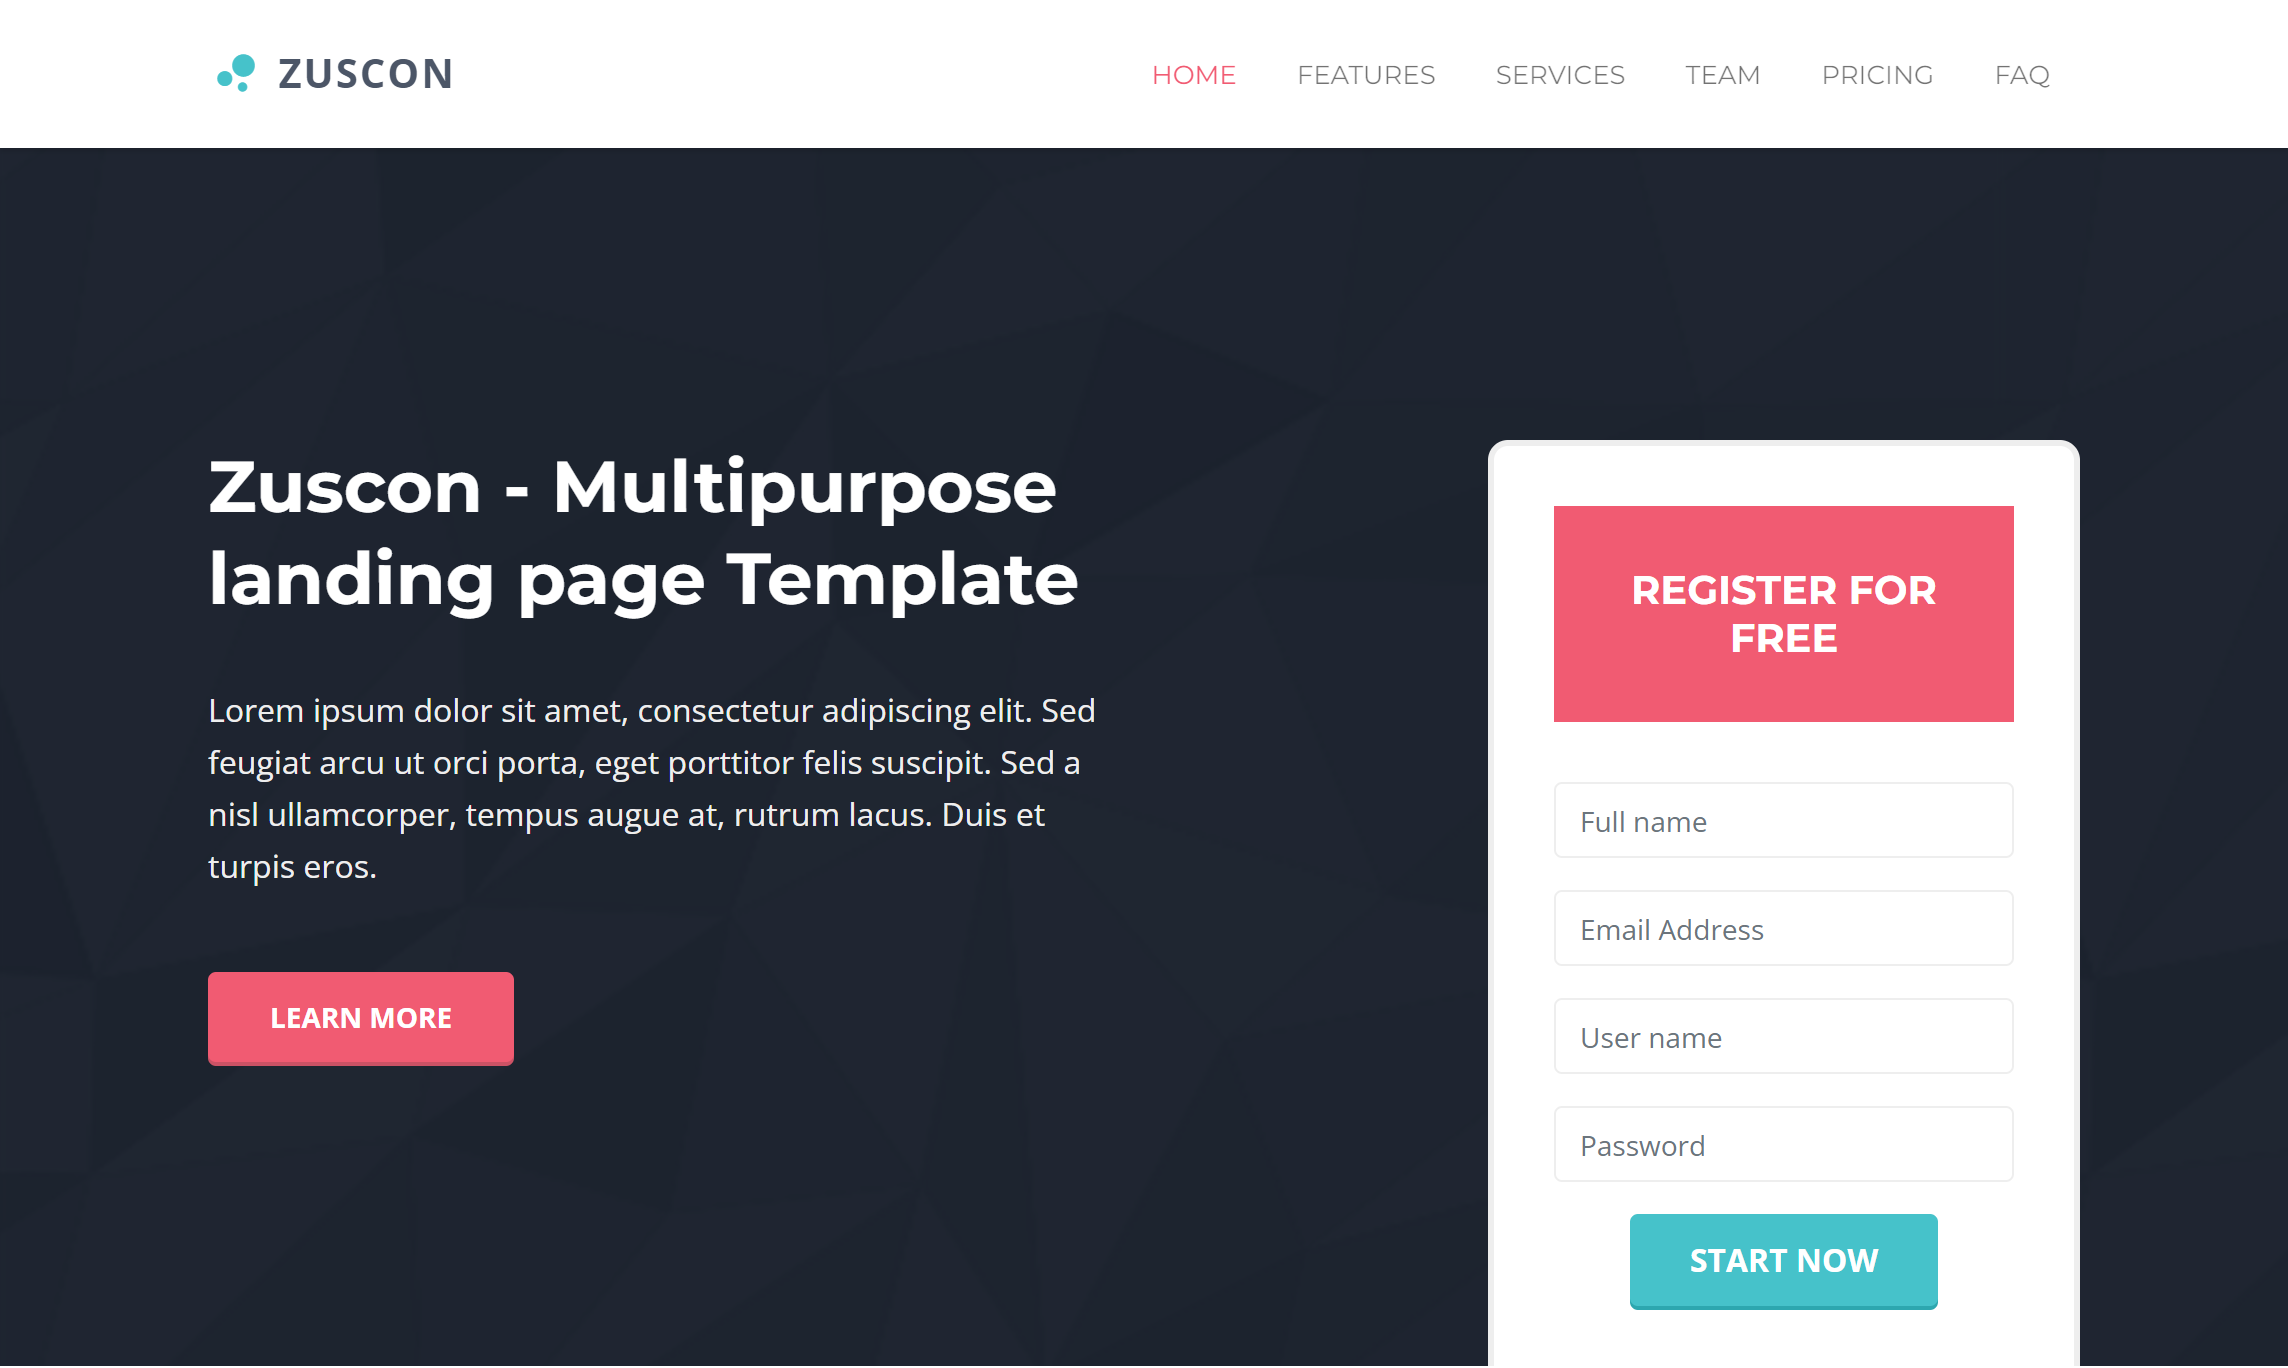 ZUSCON
HOME FEATURES SERVICES TEAM PRICING FAQ
Zuscon - Multipurpose
landing page Template
Lorem ipsum dolor sit amet, consectetur adipiscing elit. Sed
feugiat arcu ut orci porta, eget porttitor felis suscipit. Sed a
nisl ullamcorper, tempus augue at, rutrum lacus. Duis et
turpis eros.
LEARN MORE
REGISTER FOR
FREE
Full name
Email Address
User name
Password
START NOW